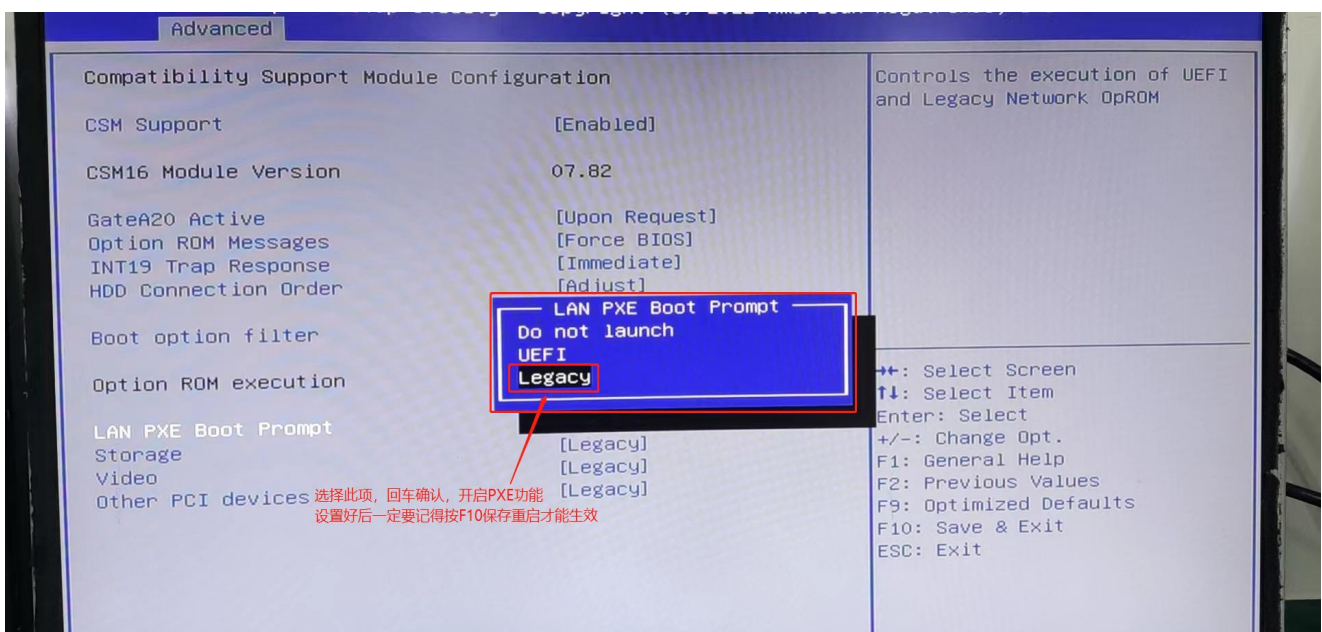 Advanced
Compatibility Support Module Configuration
CSM Support [Enabled]
CSM16 Module Version 07.82
GateA20 Active [Upon Request]
Option ROM Messages [Force BIOS]
INT19 Trap Response [Immediate]
HDD Connection Order [Adjust]
Boot option filter
Option ROM execution
LAN PXE Boot Prompt
Storage [Legacy]
Video [Legacy]
Other PCI devices [Legacy]
LAN PXE Boot Prompt
Do not launch
UEFI
Legacy
选择此项，回车确认，开启PXE功能
设置好后一定要记得按F10保存重启才能生效
Controls the execution of UEFI
and Legacy Network OpROM
→←: Select Screen
↑↓: Select Item
Enter: Select
+/-: Change Opt.
F1: General Help
F2: Previous Values
F9: Optimized Defaults
F10: Save & Exit
ESC: Exit